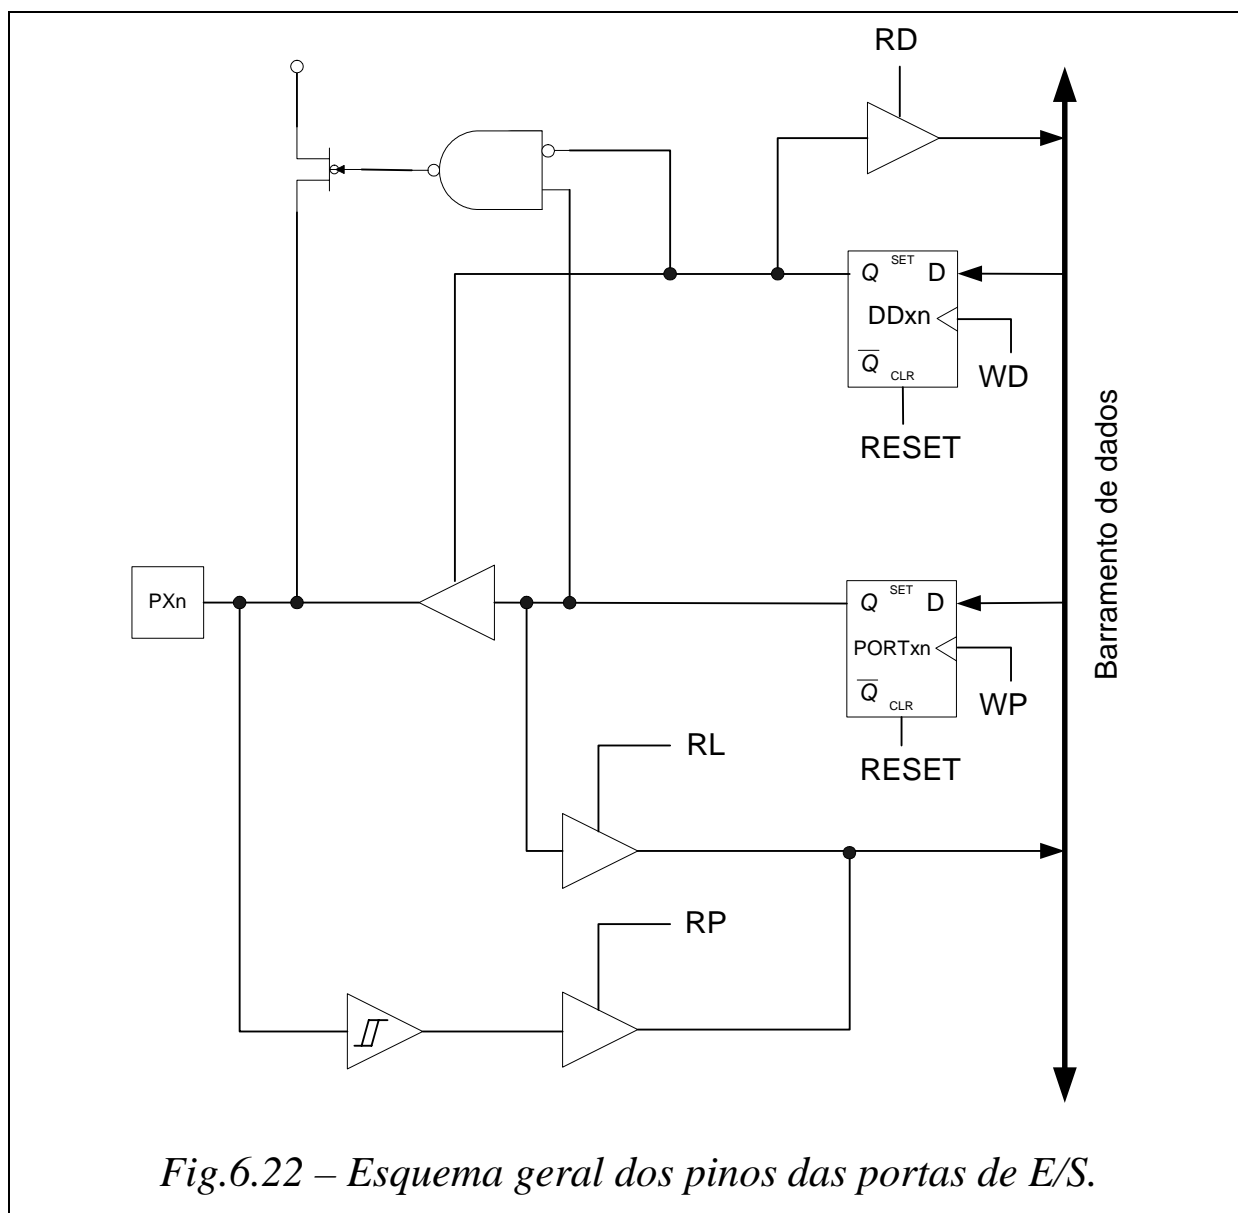 RD
Q SET D
DDxn
Q CLR
WD
RESET
Barramento de dados
PXn
Q SET D
PORTxn
Q CLR
WP
RESET
RL
RP
Fig.6.22 – Esquema geral dos pinos das portas de E/S.